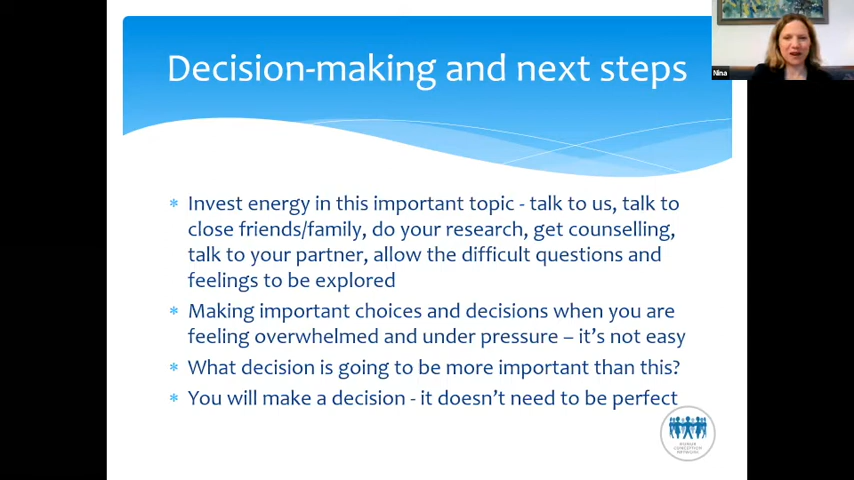 Decision-making and next steps
Nina
* Invest energy in this important topic - talk to us, talk to
close friends/family, do your research, get counselling,
talk to your partner, allow the difficult questions and
feelings to be explored
* Making important choices and decisions when you are
feeling overwhelmed and under pressure – it's not easy
* What decision is going to be more important than this?
* You will make a decision - it doesn't need to be perfect
DONOR
CONCEPTION
NETWORK